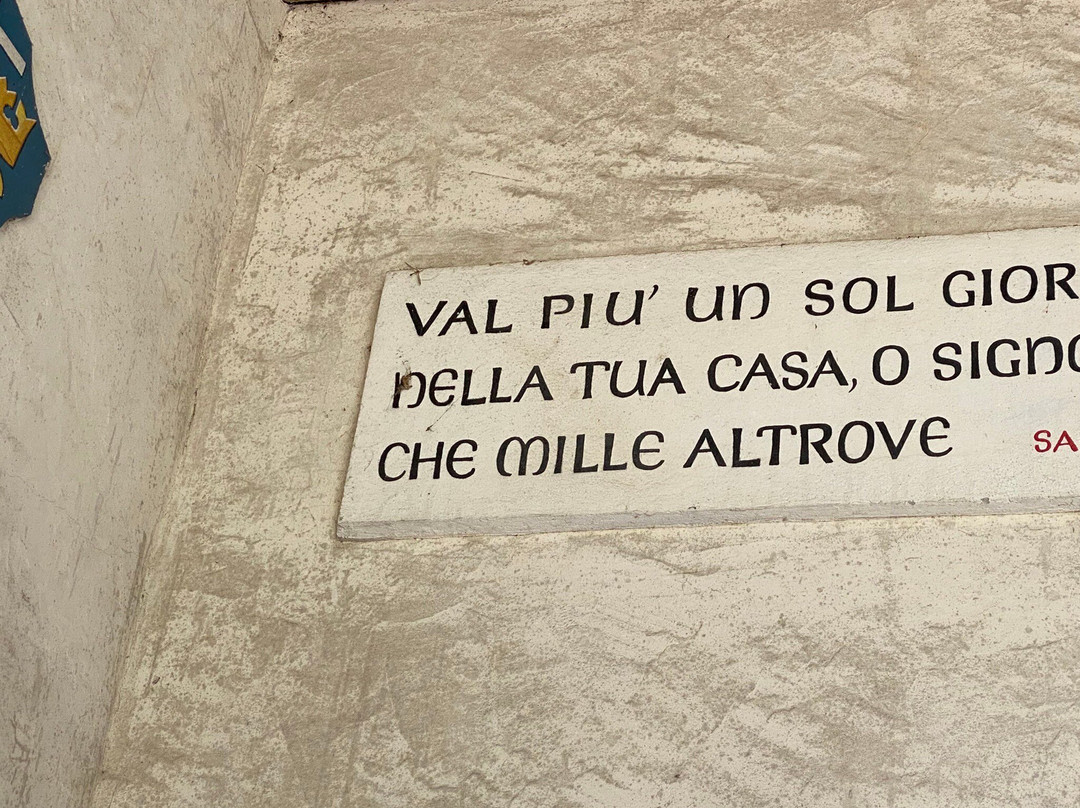 VAL PIU' UN SOL GIOR
NELLA TUA CASA, O SIGNO
CHE MILLE ALTROVE
SA